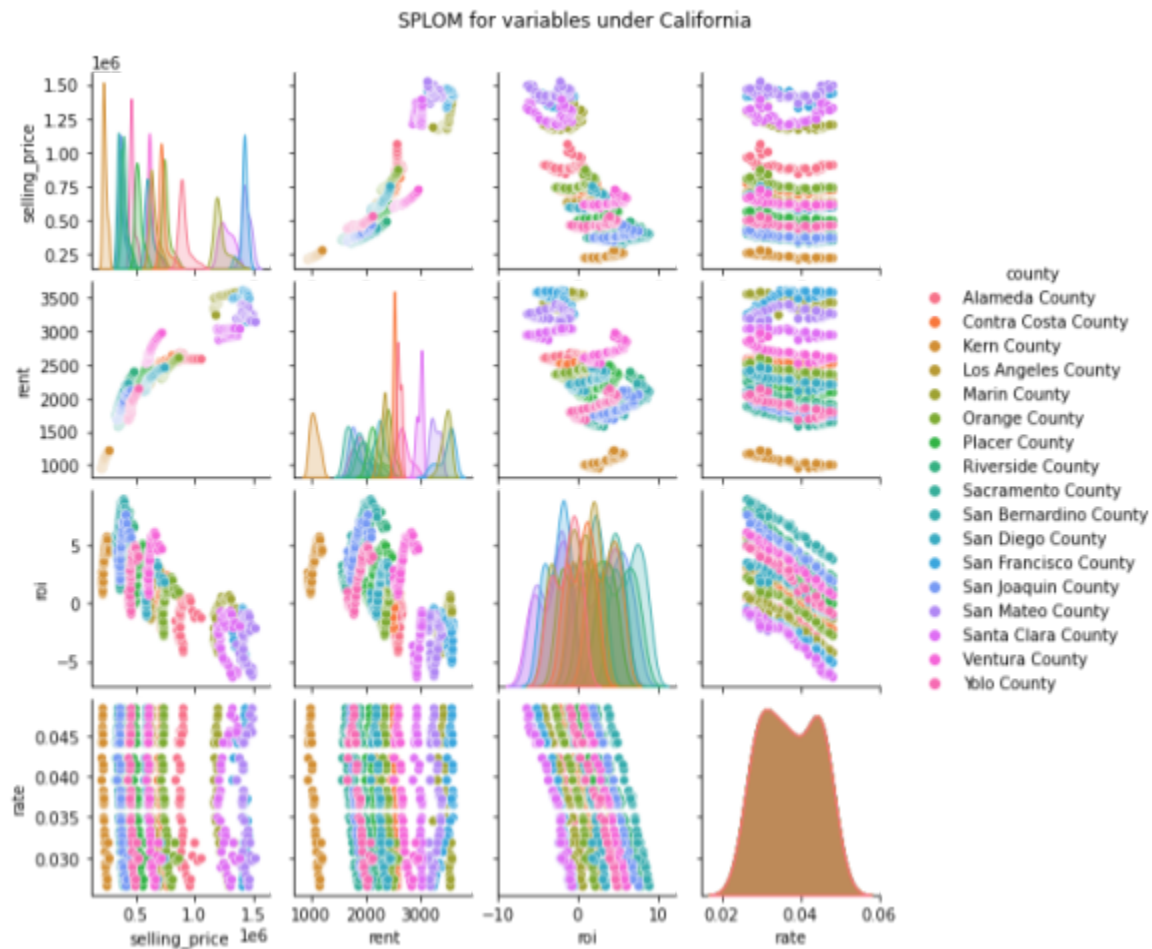 SPLOM for variables under California
1e6
1.50
1.25
1.00
0.75
0.50
0.25
selling_price
3500
3000
2500
2000
1500
1000
rent
5
0
−5
roi
0.045
0.040
0.035
0.030
rate
0.5 1.0 1.5
1e6
selling_price
1000 2000 3000
rent
−10 0 10
roi
0.02 0.04 0.06
rate
county
Alameda County
Contra Costa County
Kern County
Los Angeles County
Marin County
Orange County
Placer County
Riverside County
Sacramento County
San Bernardino County
San Diego County
San Francisco County
San Joaquin County
San Mateo County
Santa Clara County
Ventura County
Yolo County